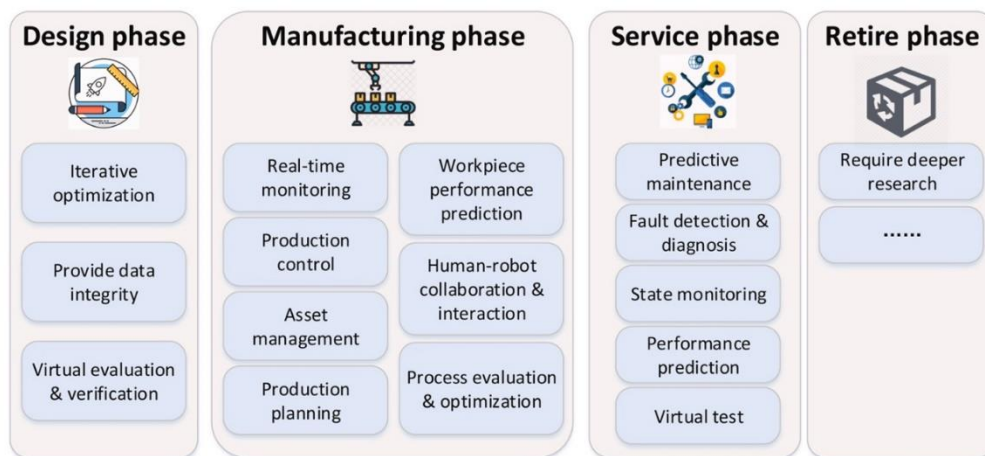 Design phase
Iterative
optimization
Provide data
integrity
Virtual evaluation
& verification
Manufacturing phase
Real-time
monitoring
Production
control
Asset
management
Production
planning
Workpiece
performance
prediction
Human-robot
collaboration &
interaction
Process evaluation
& optimization
Service phase
Predictive
maintenance
Fault detection &
diagnosis
State monitoring
Performance
prediction
Virtual test
Retire phase
Require deeper
research
......